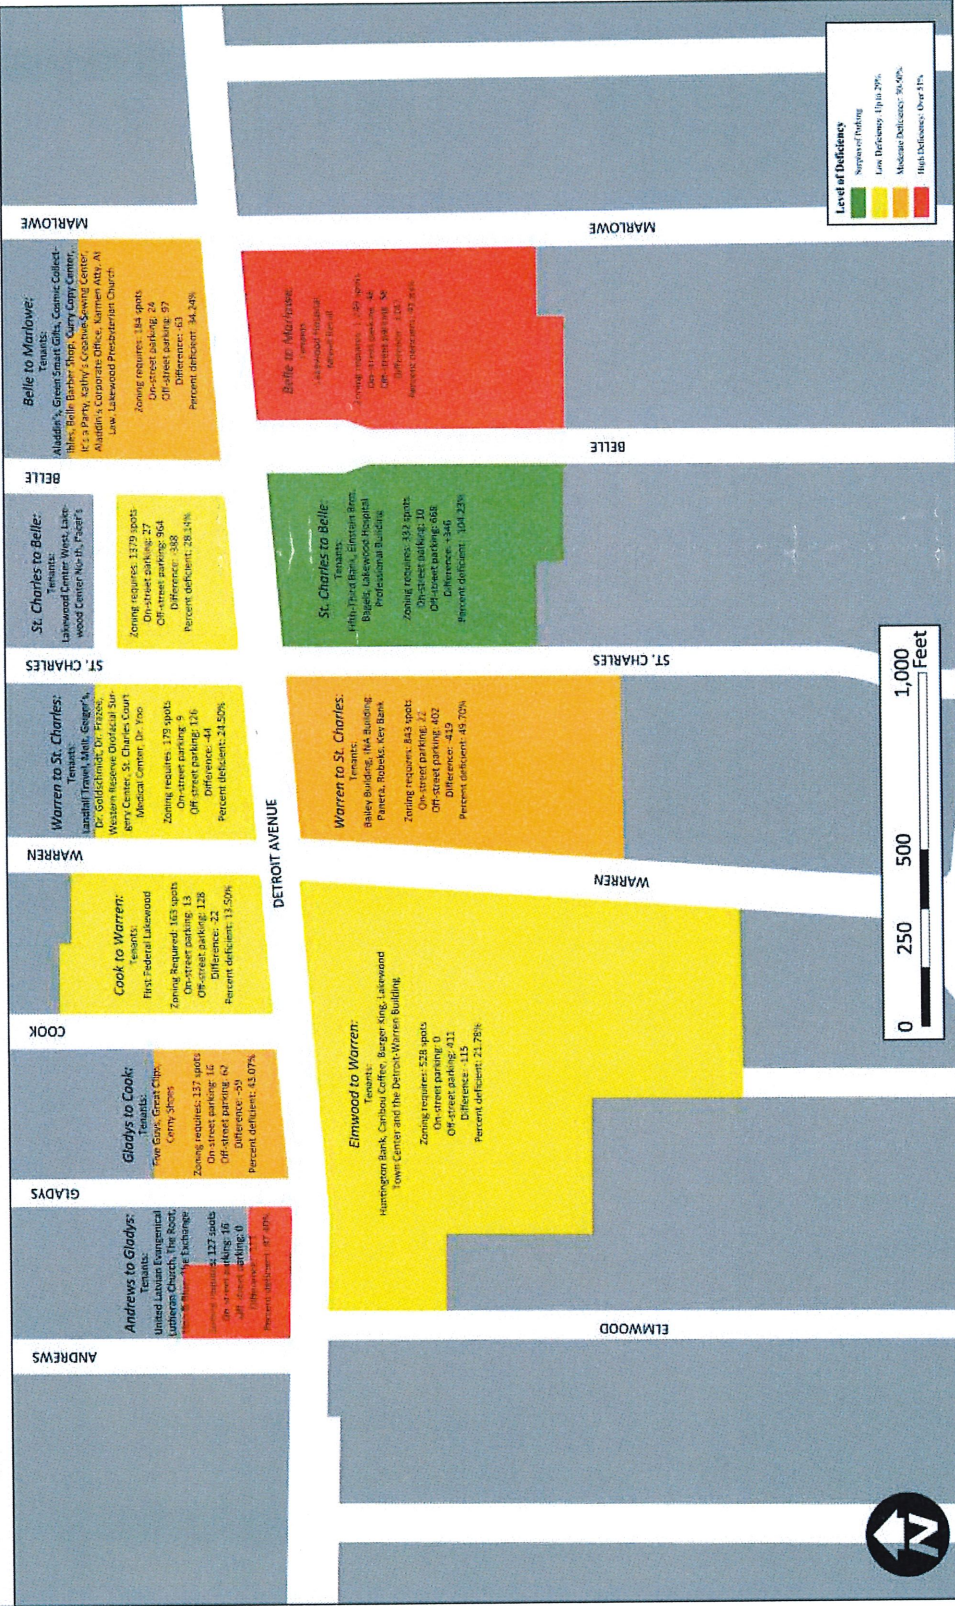 Andrews to Gladys:
Tenants:
United Latvian Evangenical
Lutheran Church, The Root,
The Exchange
127 spots
On-street parking: 16
Off-street parking: 0
Percent deficient: 87.40%
Gladys to Cook:
Tenants:
Five Guys, Great Clips,
Cerny Shoes
Zoning requires: 137 spots
On-street parking: 16
Off-street parking: 62
Difference: -59
Percent deficient: 43.07%
Cook to Warren:
Tenants:
First Federal Lakewood
Zoning Required: 163 spots
On-street parking: 13
Off-street parking: 128
Difference: -22
Percent deficient: 13.50%
Warren to St. Charles:
Tenants:
Landfall Travel, Melt, Geiger's,
Dr. Goldschmidt, Dr. Frazee,
Western Reserve Orofacial Sur-
gery Center, St. Charles Court
Medical Center, Dr. Yoo
Zoning requires: 179 spots
On-street parking: 9
Off-street parking: 126
Difference: -44
Percent deficient: 24.50%
St. Charles to Belle:
Tenants:
Lakewood Center West, Lake-
wood Center North, Pacer's
Zoning requires: 1379 spots
On-street parking: 27
Off-street parking: 964
Difference: -388
Percent deficient: 28.14%
Belle to Marlowe:
Tenants:
Aladdin's, Green Smart Gifts, Cosmic Collect-
ibles, Belle Barber Shop, Curry Copy Center,
It's a Party, Kathy's Creative Sewing Center,
Aladdin's Corporate Office, Karmen Atty. At
Law, Lakewood Presbyterian Church
Zoning requires: 184 spots
On-street parking: 24
Off-street parking: 97
Difference: -63
Percent deficient: 34.24%
ANDREWS
GLADYS
COOK
WARREN
ST. CHARLES
BELLE
MARLOWE
DETROIT AVENUE
Elmwood to Warren:
Tenants:
Huntington Bank, Caribou Coffee, Burger King, Lakewood
Town Center and the Detroit-Warren Building
Zoning requires: 528 spots
On-street parking: 0
Off-street parking: 411
Difference: -115
Percent deficient: 21.78%
Warren to St. Charles:
Tenants:
Bailey Building, INA Building
Panera, Robeks, Key Bank
Zoning requires: 843 spots
On-street parking: 22
Off-street parking: 402
Difference: -419
Percent deficient: 49.70%
St. Charles to Belle:
Tenants:
Fifth-Third Bank, Einstein Bros.
Bagels, Lakewood Hospital
Professional Building
Zoning requires: 332 spots
On-street parking: 10
Off-street parking: 668
Difference: +346
Percent deficient: 104.23%
Belle to Marlowe:
Tenants:
Lakewood Hospital
ELMWOOD
WARREN
ST. CHARLES
BELLE
MARLOWE
N
0 250 500 1,000
Feet
Level of Deficiency
Surplus of Parking
Low Deficiency: Up to 29%
Moderate Deficiency: 30-50%
High Deficiency: Over 51%